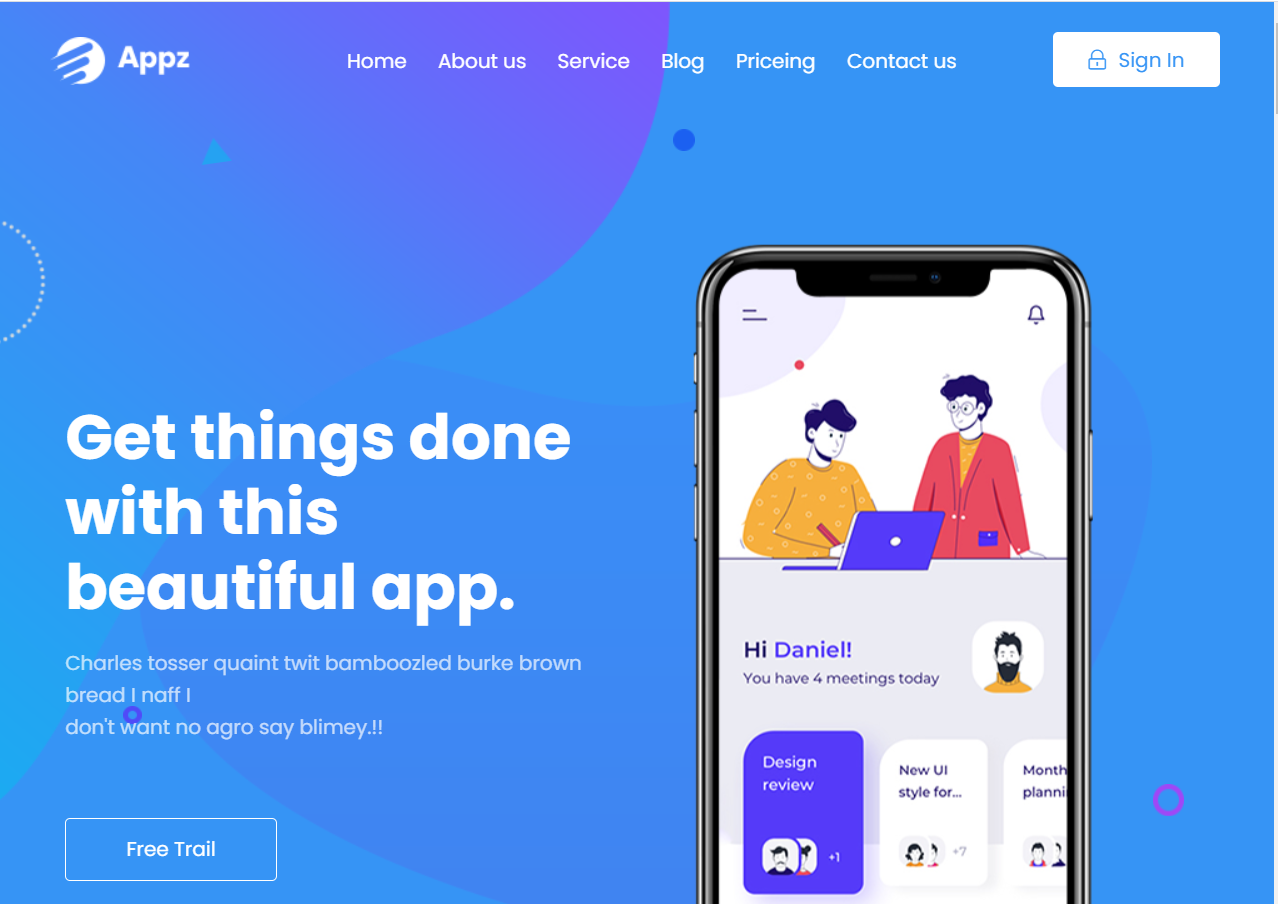 Appz
Home About us Service Blog Priceing Contact us
Sign In
Get things done
with this
beautiful app.
Charles tosser quaint twit bamboozled burke brown
bread I naff I
don't want no agro say blimey.!!
Free Trail
Hi Daniel!
You have 4 meetings today
Design
review
+1
New UI
style for...
+7
Month
planni